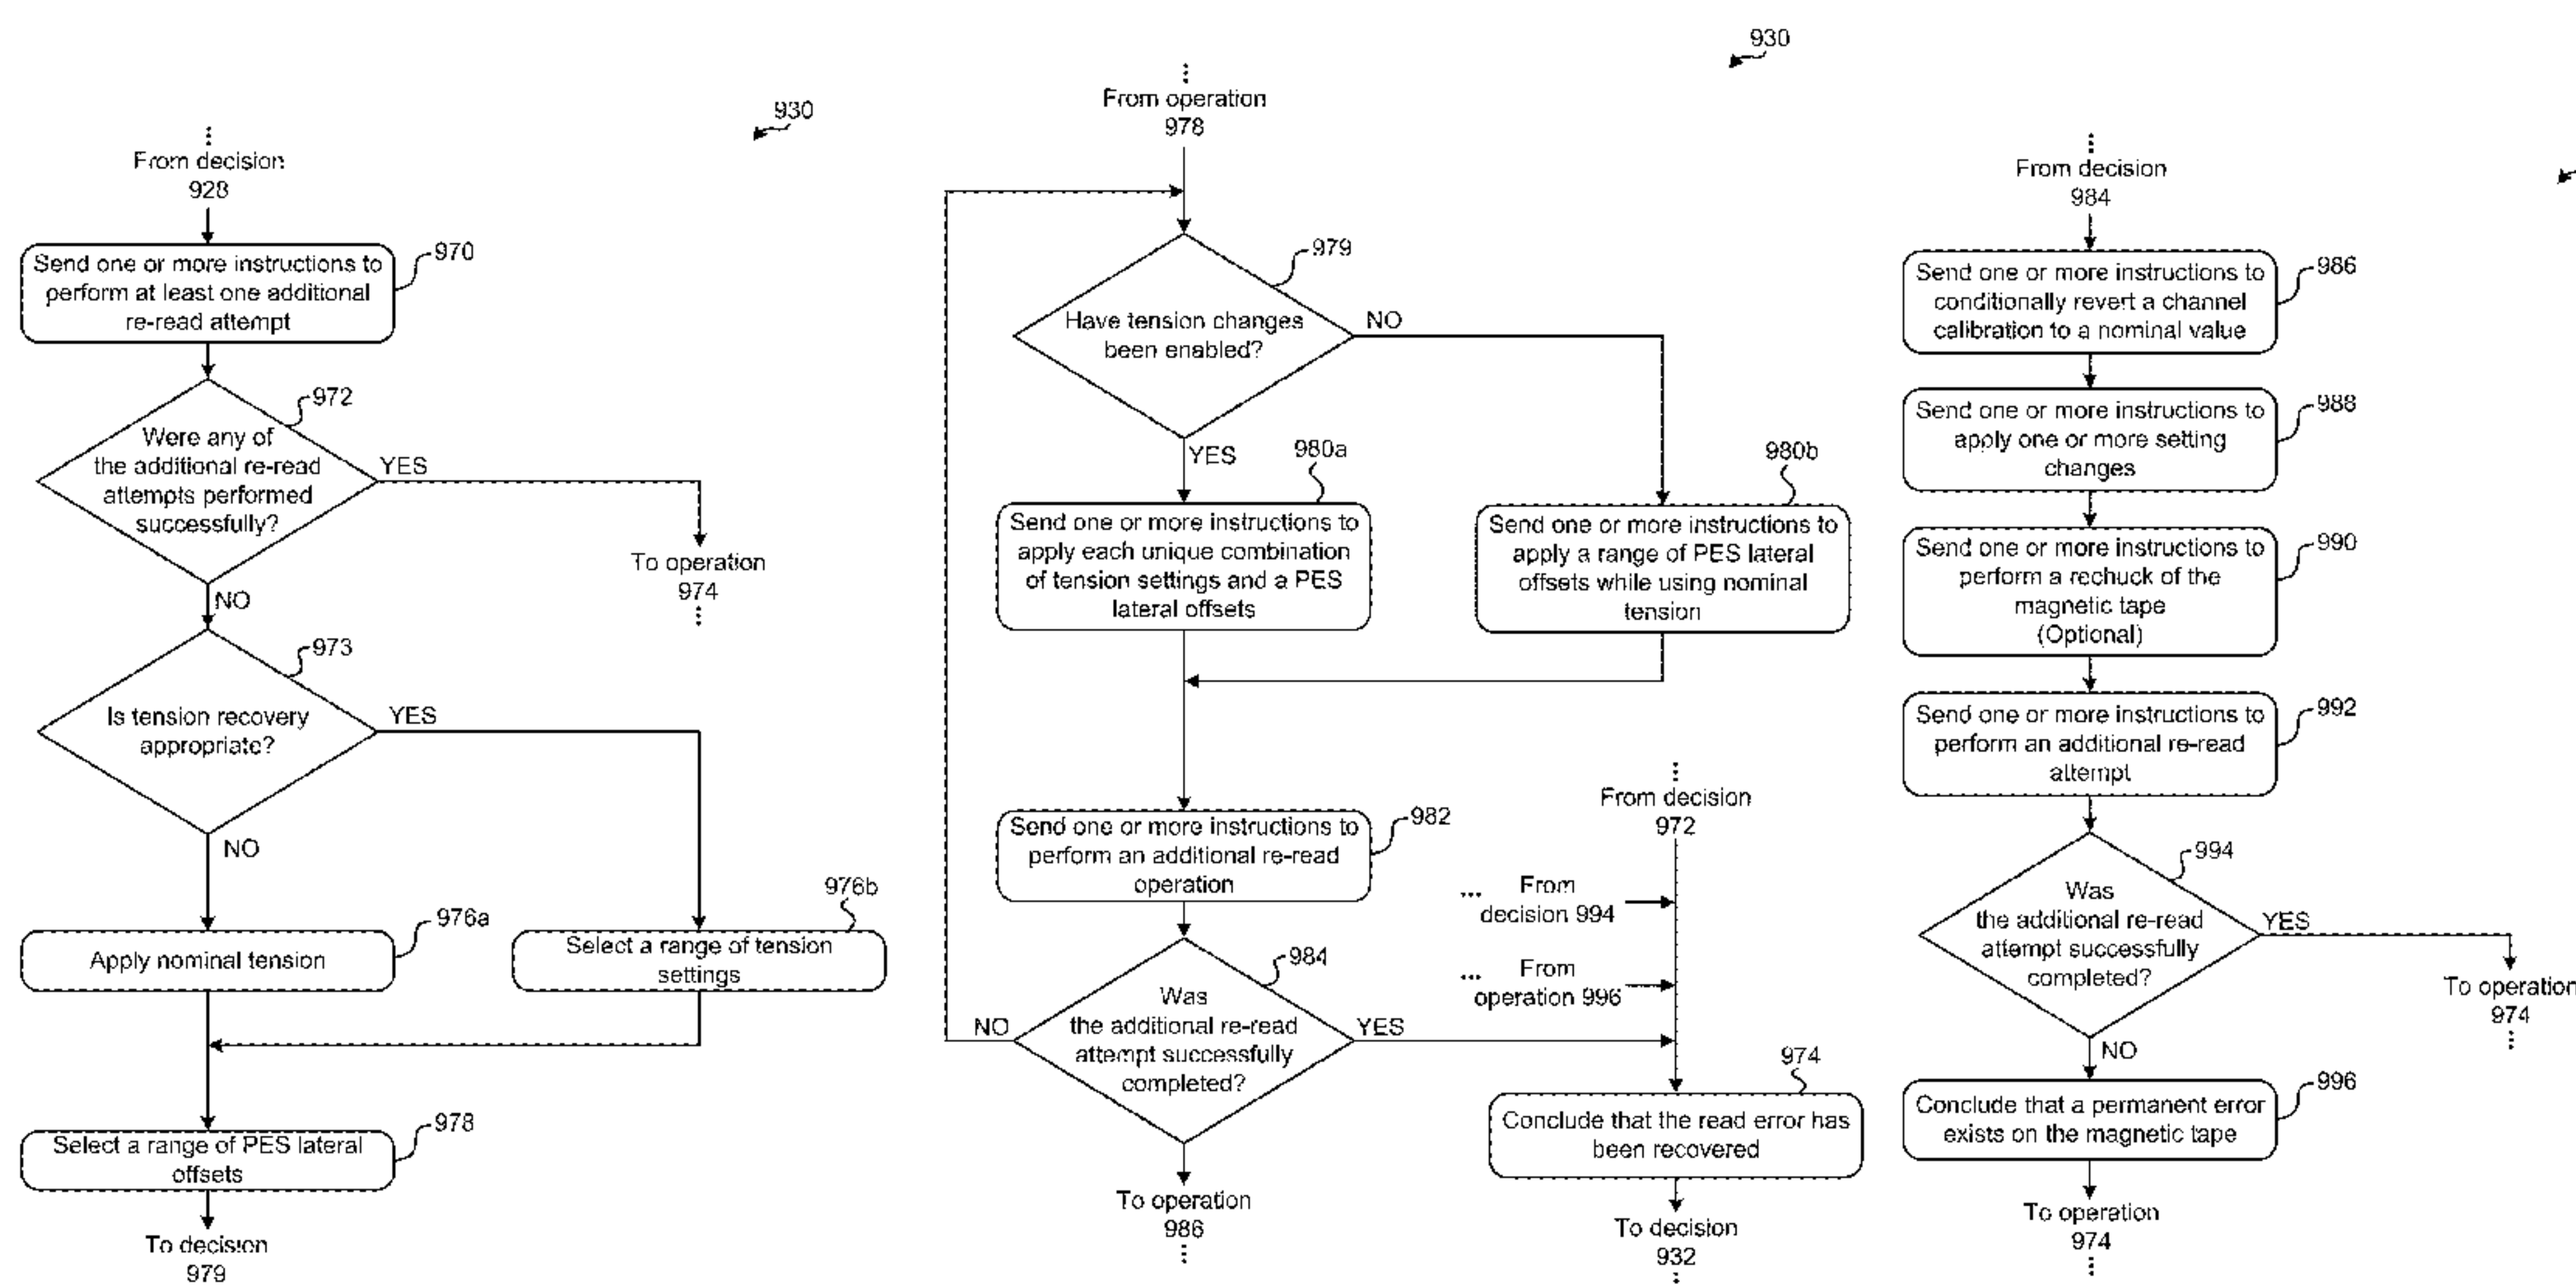 930
⋮
From decision
928
970
Send one or more instructions to
perform at least one additional
re-read attempt
972
Were any of
the additional re-read
attempts performed
successfully?
YES
To operation
974
⋮
NO
973
Is tension recovery
appropriate?
YES
NO
976a
Apply nominal tension
976b
Select a range of tension
settings
978
Select a range of PES lateral
offsets
To decision
979
930
⋮
From operation
978
979
Have tension changes
been enabled?
NO
YES
980a
Send one or more instructions to
apply each unique combination
of tension settings and a PES
lateral offsets
980b
Send one or more instructions to
apply a range of PES lateral
offsets while using nominal
tension
982
Send one or more instructions to
perform an additional re-read
operation
984
Was
the additional re-read
attempt successfully
completed?
NO
YES
To operation
986
⋮
⋮
From decision
972
... From
decision 994
... From
operation 996
974
Conclude that the read error has
been recovered
To decision
932
⋮
⋮
From decision
984
986
Send one or more instructions to
conditionally revert a channel
calibration to a nominal value
988
Send one or more instructions to
apply one or more setting
changes
990
Send one or more instructions to
perform a rechuck of the
magnetic tape
(Optional)
992
Send one or more instructions to
perform an additional re-read
attempt
994
Was
the additional re-read
attempt successfully
completed?
YES
To operation
974
⋮
NO
996
Conclude that a permanent error
exists on the magnetic tape
To operation
974
⋮